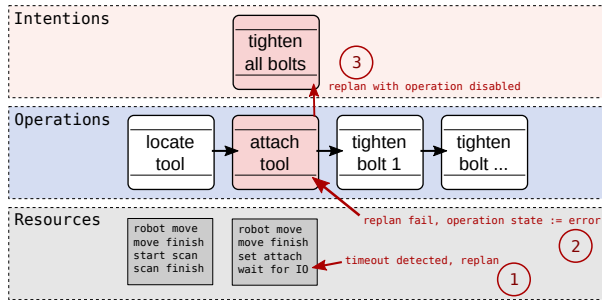 Intentions
tighten
all bolts
3
replan with operation disabled
Operations
locate
tool
attach
tool
tighten
bolt 1
tighten
bolt ...
Resources
robot move
move finish
start scan
scan finish
robot move
move finish
set attach
wait for IO
replan fail, operation state := error
2
timeout detected, replan
1